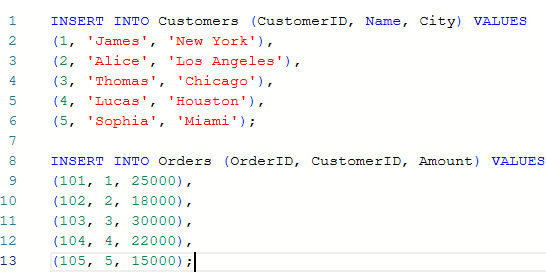 1 INSERT INTO Customers (CustomerID, Name, City) VALUES
2 (1, 'James', 'New York'),
3 (2, 'Alice', 'Los Angeles'),
4 (3, 'Thomas', 'Chicago'),
5 (4, 'Lucas', 'Houston'),
6 (5, 'Sophia', 'Miami');
7
8 INSERT INTO Orders (OrderID, CustomerID, Amount) VALUES
9 (101, 1, 25000),
10 (102, 2, 18000),
11 (103, 3, 30000),
12 (104, 4, 22000),
13 (105, 5, 15000);